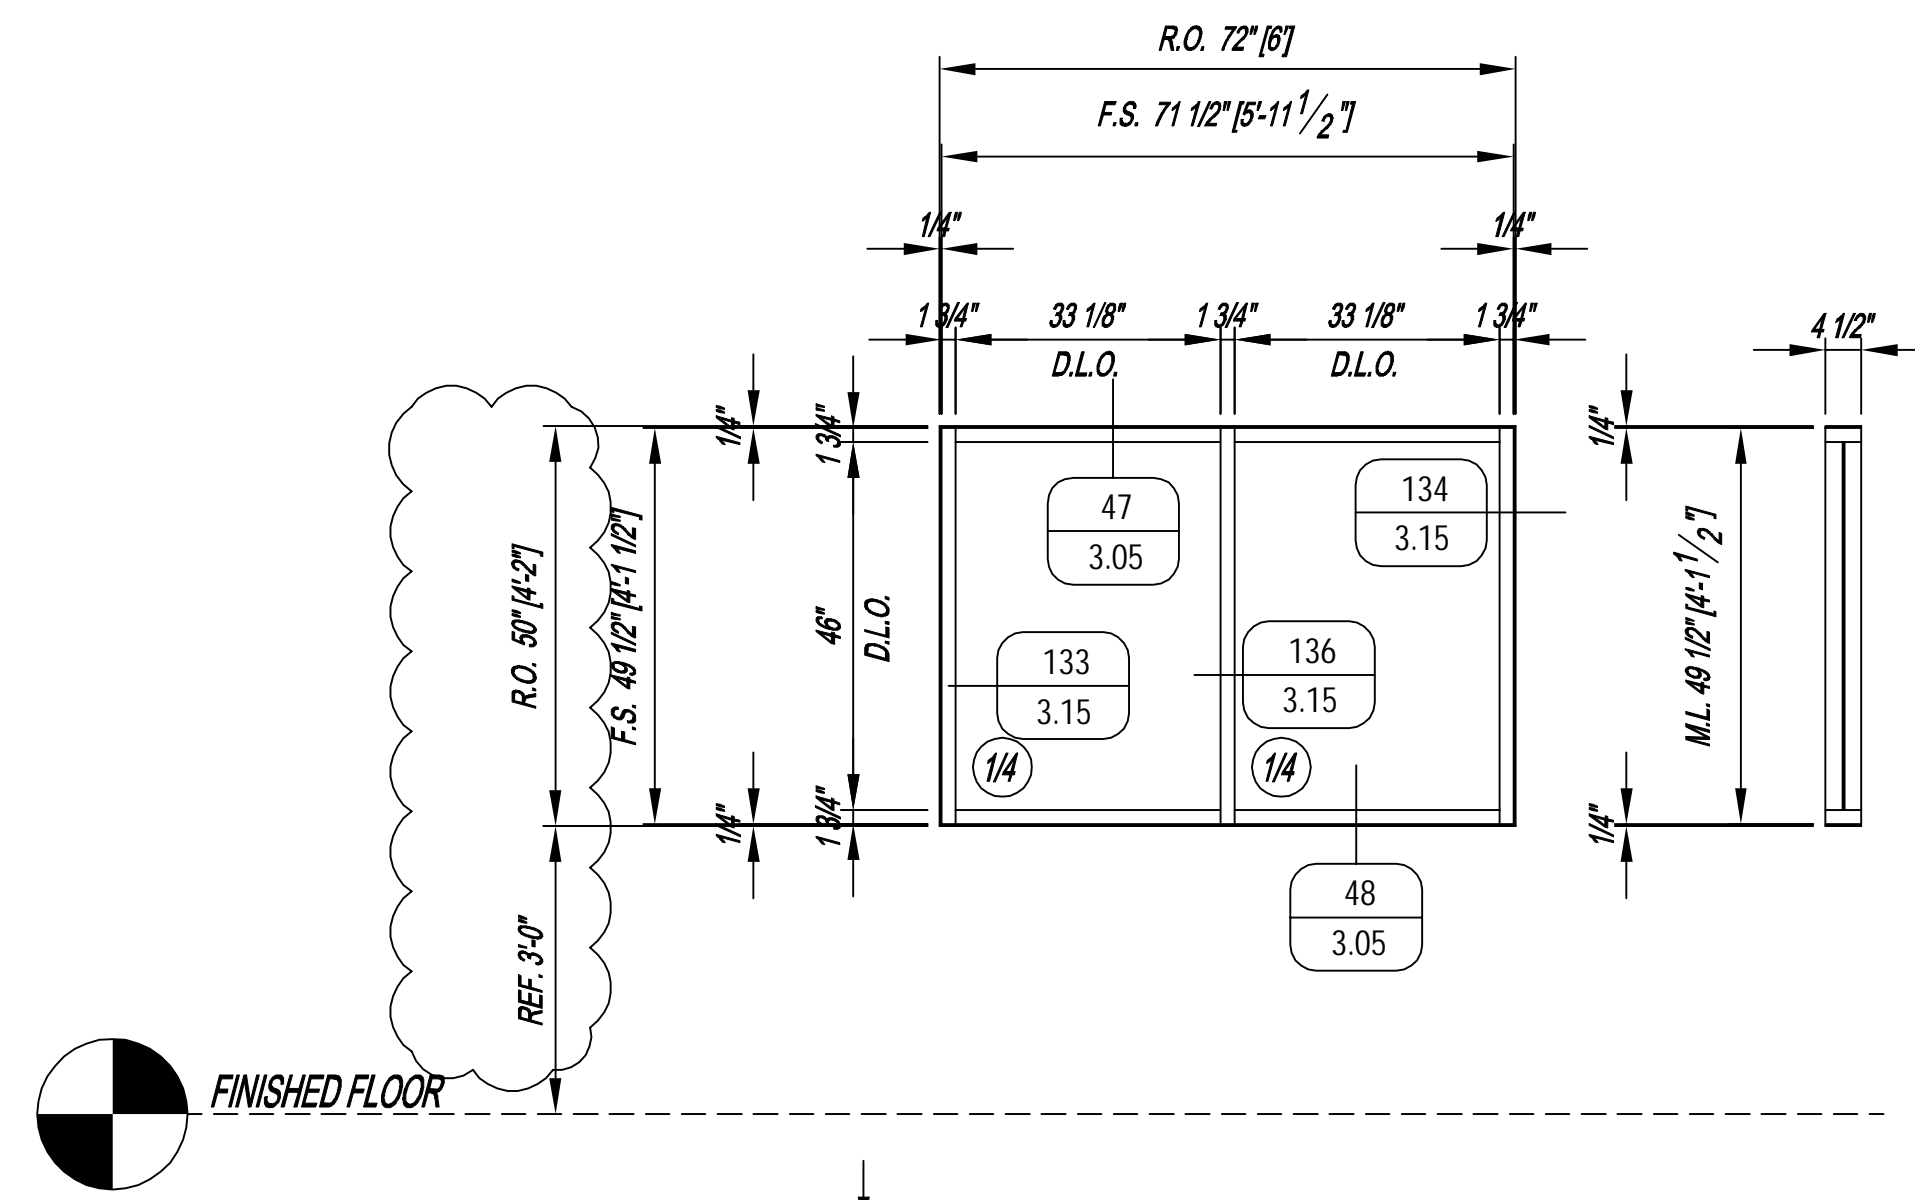 R.O. 72" [6']
F.S. 71 1/2" [5'-11 1/2"]
1/4" 1/4"
1 3/4" 33 1/8" 1 3/4" 33 1/8" 1 3/4" 4 1/2"
D.L.O. D.L.O.
1/4" 1 3/4" 1/4"
R.O. 50" [4'-2"]
F.S. 49 1/2" [4'-1 1/2"]
46"
D.L.O.
47
3.05
134
3.15
M.L. 49 1/2" [4'-1 1/2"]
133
3.15
136
3.15
1/4 1/4
1/4" 1 3/4" 1/4"
48
3.05
REF. 3'-0"
FINISHED FLOOR